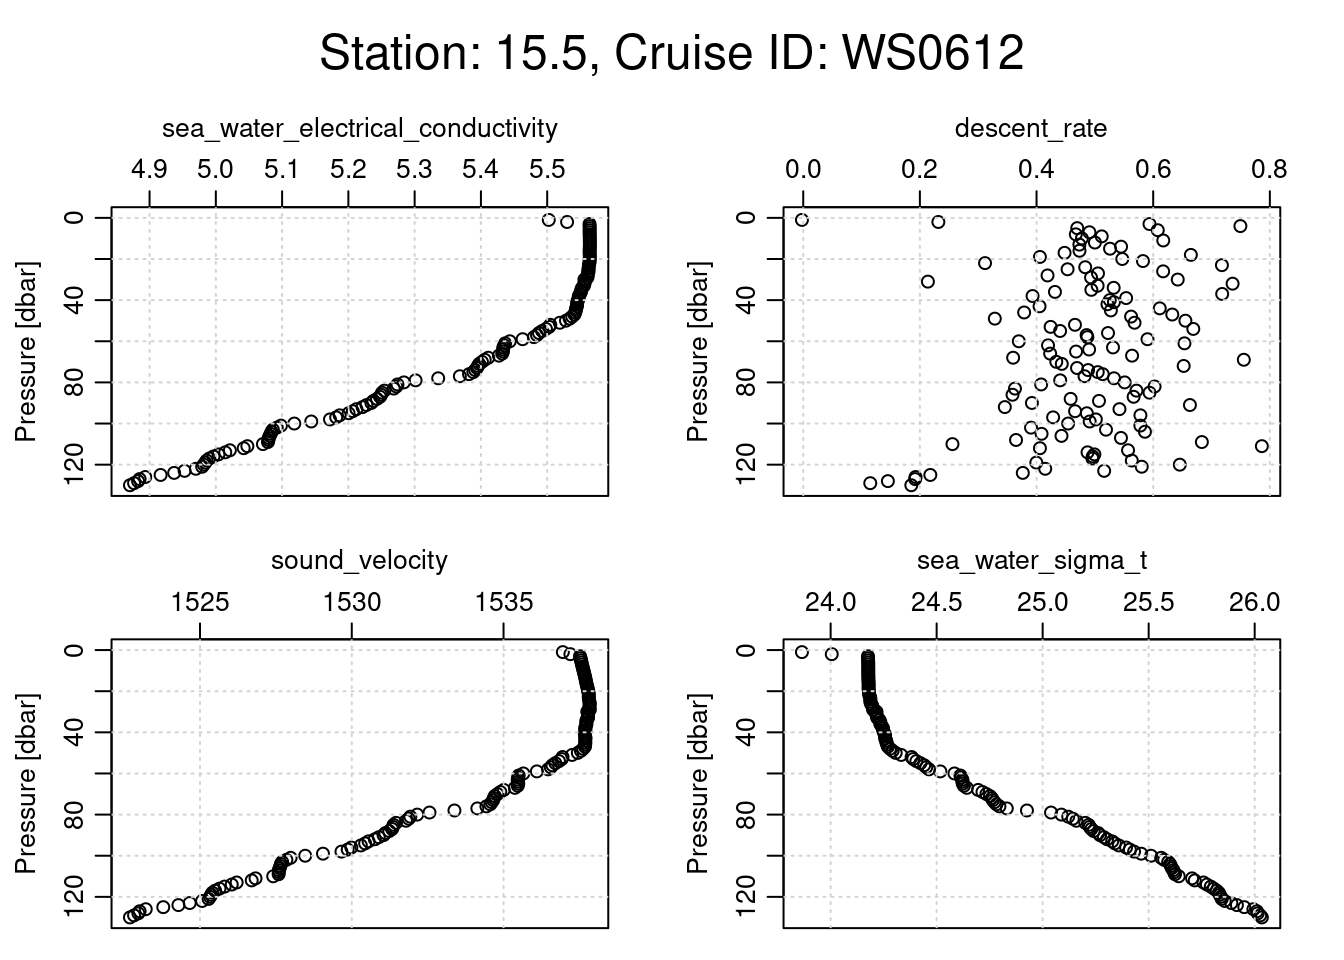 Station: 15.5, Cruise ID: WS0612
sea_water_electrical_conductivity
4.9 5.0 5.1 5.2 5.3 5.4 5.5
Pressure [dbar]
0
40
80
120
descent_rate
0.0 0.2 0.4 0.6 0.8
Pressure [dbar]
0
40
80
120
sound_velocity
1525 1530 1535
Pressure [dbar]
0
40
80
120
sea_water_sigma_t
24.0 24.5 25.0 25.5 26.0
Pressure [dbar]
0
40
80
120